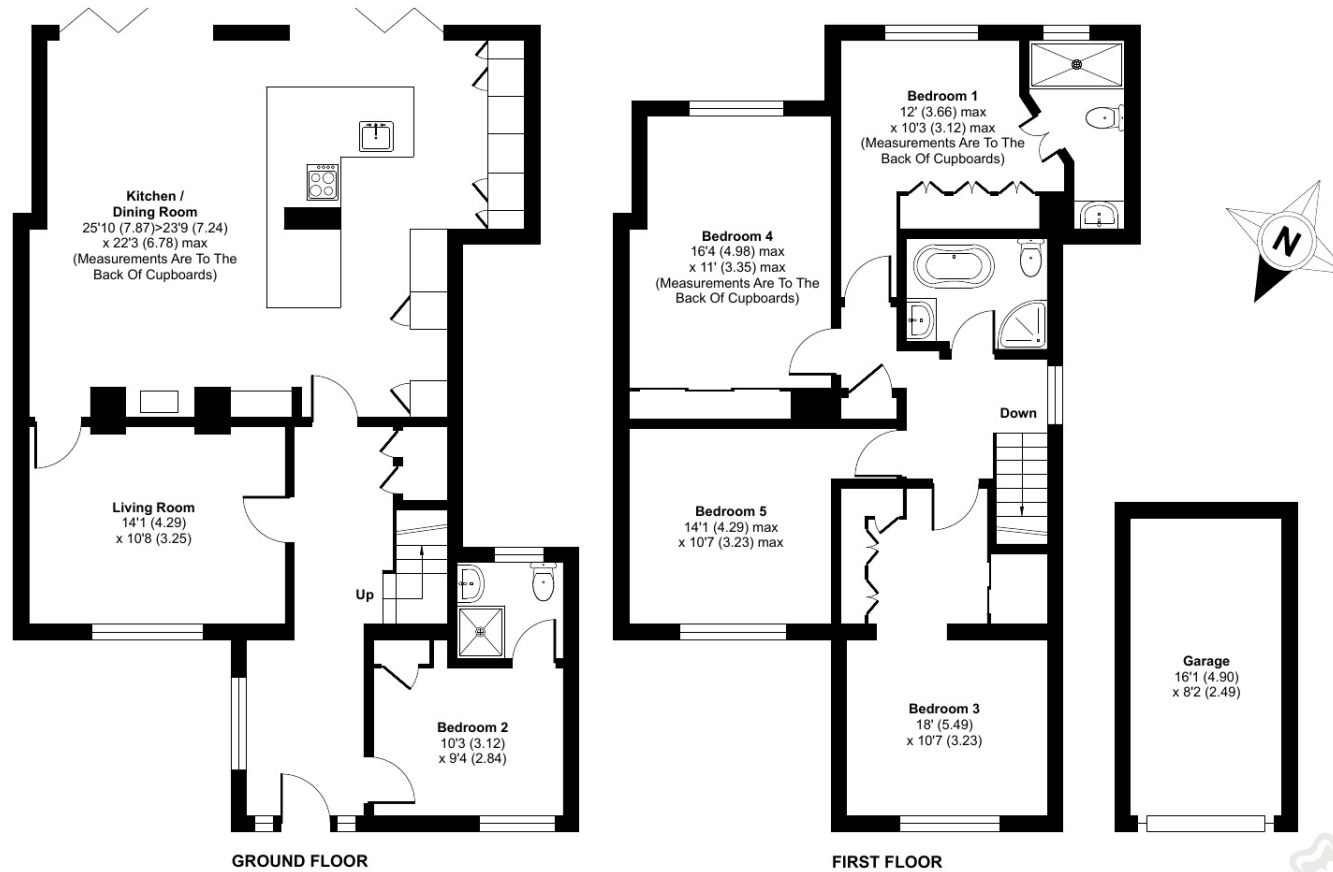 Kitchen /
Dining Room
25'10 (7.87)>23'9 (7.24)
x 22'3 (6.78) max
(Measurements Are To The
Back Of Cupboards)
Living Room
14'1 (4.29)
x 10'8 (3.25)
Up
Bedroom 2
10'3 (3.12)
x 9'4 (2.84)
GROUND FLOOR
Bedroom 1
12' (3.66) max
x 10'3 (3.12) max
(Measurements Are To The
Back Of Cupboards)
Bedroom 4
16'4 (4.98) max
x 11' (3.35) max
(Measurements Are To The
Back Of Cupboards)
Down
Bedroom 5
14'1 (4.29) max
x 10'7 (3.23) max
Bedroom 3
18' (5.49)
x 10'7 (3.23)
FIRST FLOOR
N
Garage
16'1 (4.90)
x 8'2 (2.49)